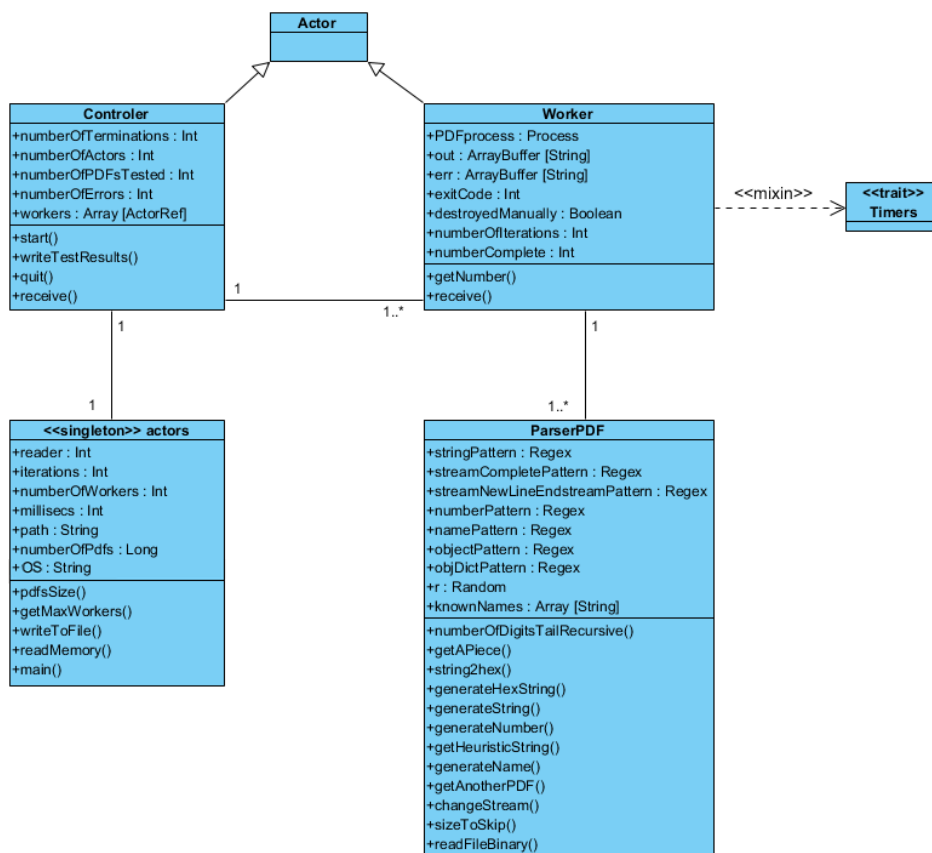 Actor
Controler
+numberOfTerminations : Int
+numberOfActors : Int
+numberOfPDFsTested : Int
+numberOfErrors : Int
+workers : Array [ActorRef]
+start()
+writeTestResults()
+quit()
+receive()
Worker
+PDFprocess : Process
+out : ArrayBuffer [String]
+err : ArrayBuffer [String]
+exitCode : Int
+destroyedManually : Boolean
+numberOfIterations : Int
+numberComplete : Int
+getNumber()
+receive()
<<mixin>>
<<trait>>
Timers
1
1..*
1
1
1
1..*
<<singleton>> actors
+reader : Int
+iterations : Int
+numberOfWorkers : Int
+millisecs : Int
+path : String
+numberOfPdfs : Long
+OS : String
+pdfsSize()
+getMaxWorkers()
+writeToFile()
+readMemory()
+main()
ParserPDF
+stringPattern : Regex
+streamCompletePattern : Regex
+streamNewLineEndstreamPattern : Regex
+numberPattern : Regex
+namePattern : Regex
+objectPattern : Regex
+objDictPattern : Regex
+r : Random
+knownNames : Array [String]
+numberOfDigitsTailRecursive()
+getAPiece()
+string2hex()
+generateHexString()
+generateString()
+generateNumber()
+getHeuristicString()
+generateName()
+getAnotherPDF()
+changeStream()
+sizeToSkip()
+readFileBinary()